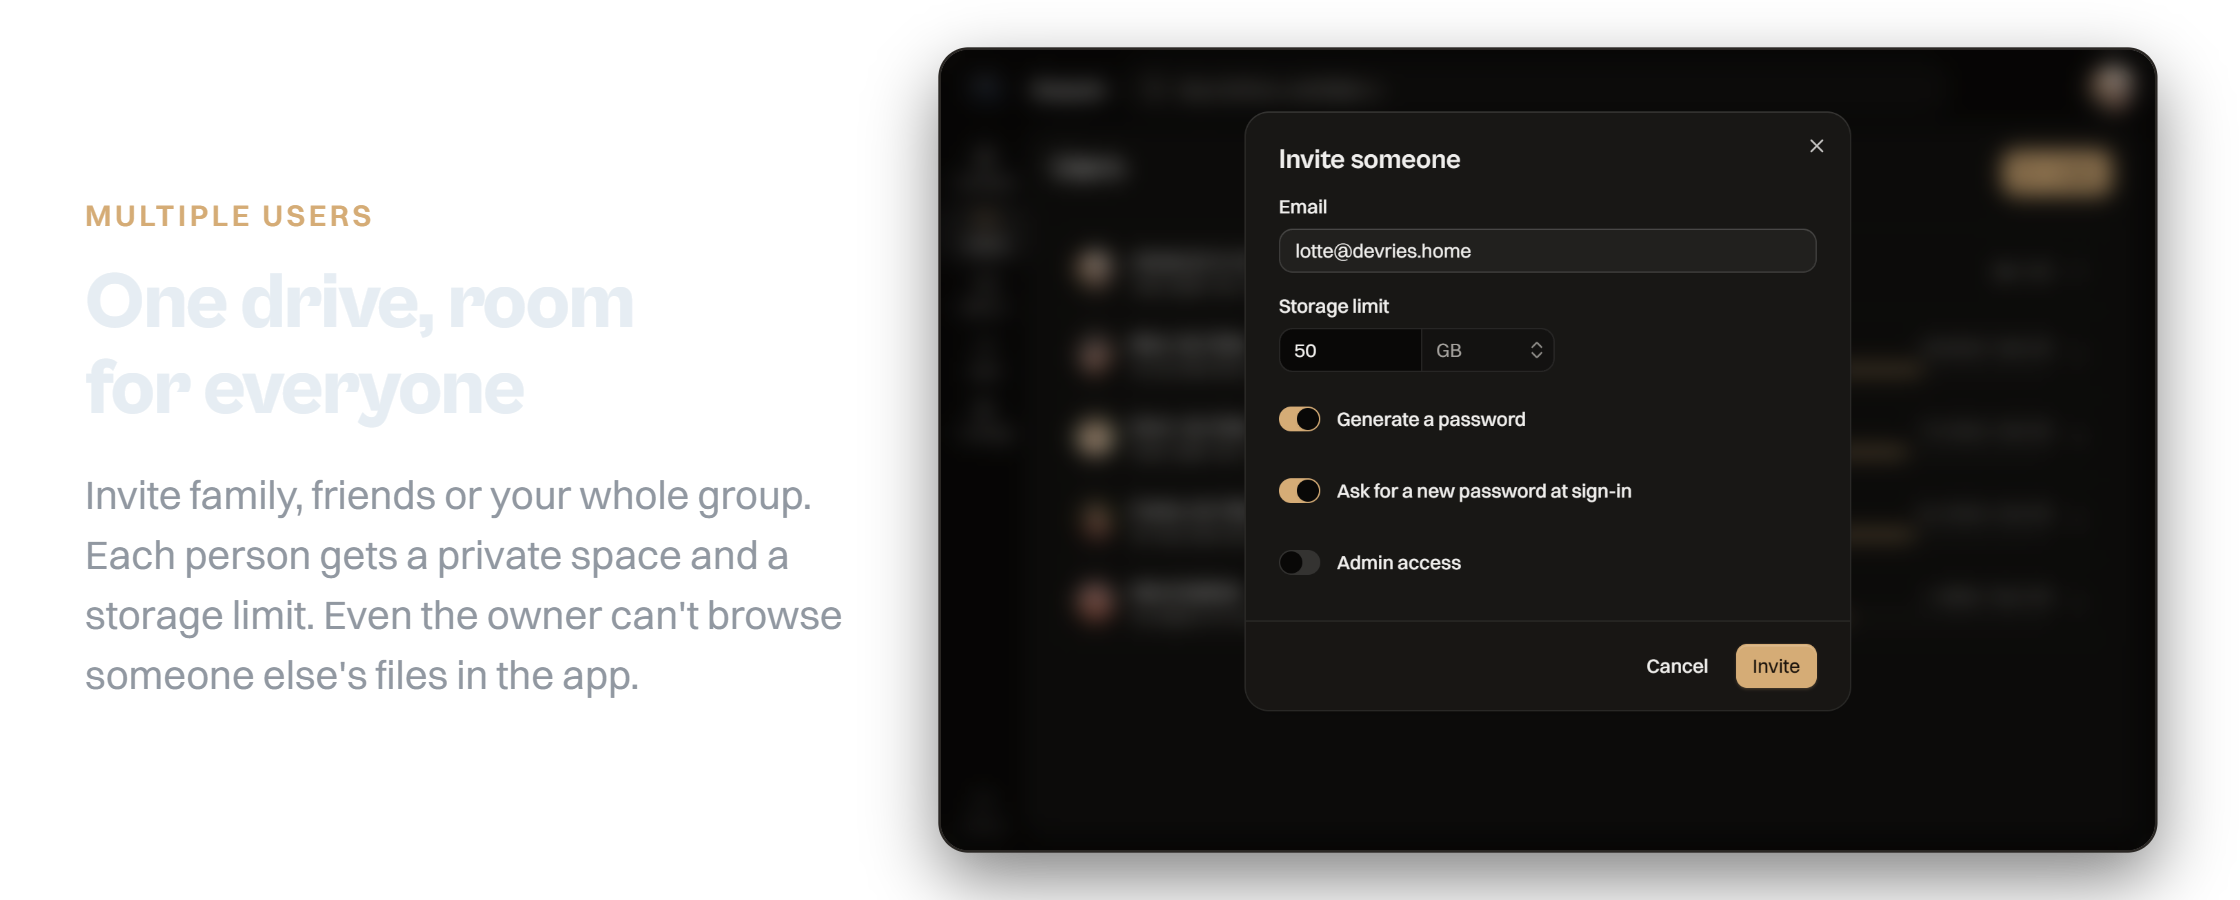 MULTIPLE USERS
One drive, room
for everyone
Invite family, friends or your whole group.
Each person gets a private space and a
storage limit. Even the owner can't browse
someone else's files in the app.
Invite someone
Email
lotte@devries.home
Storage limit
50 GB
Generate a password
Ask for a new password at sign-in
Admin access
Cancel Invite